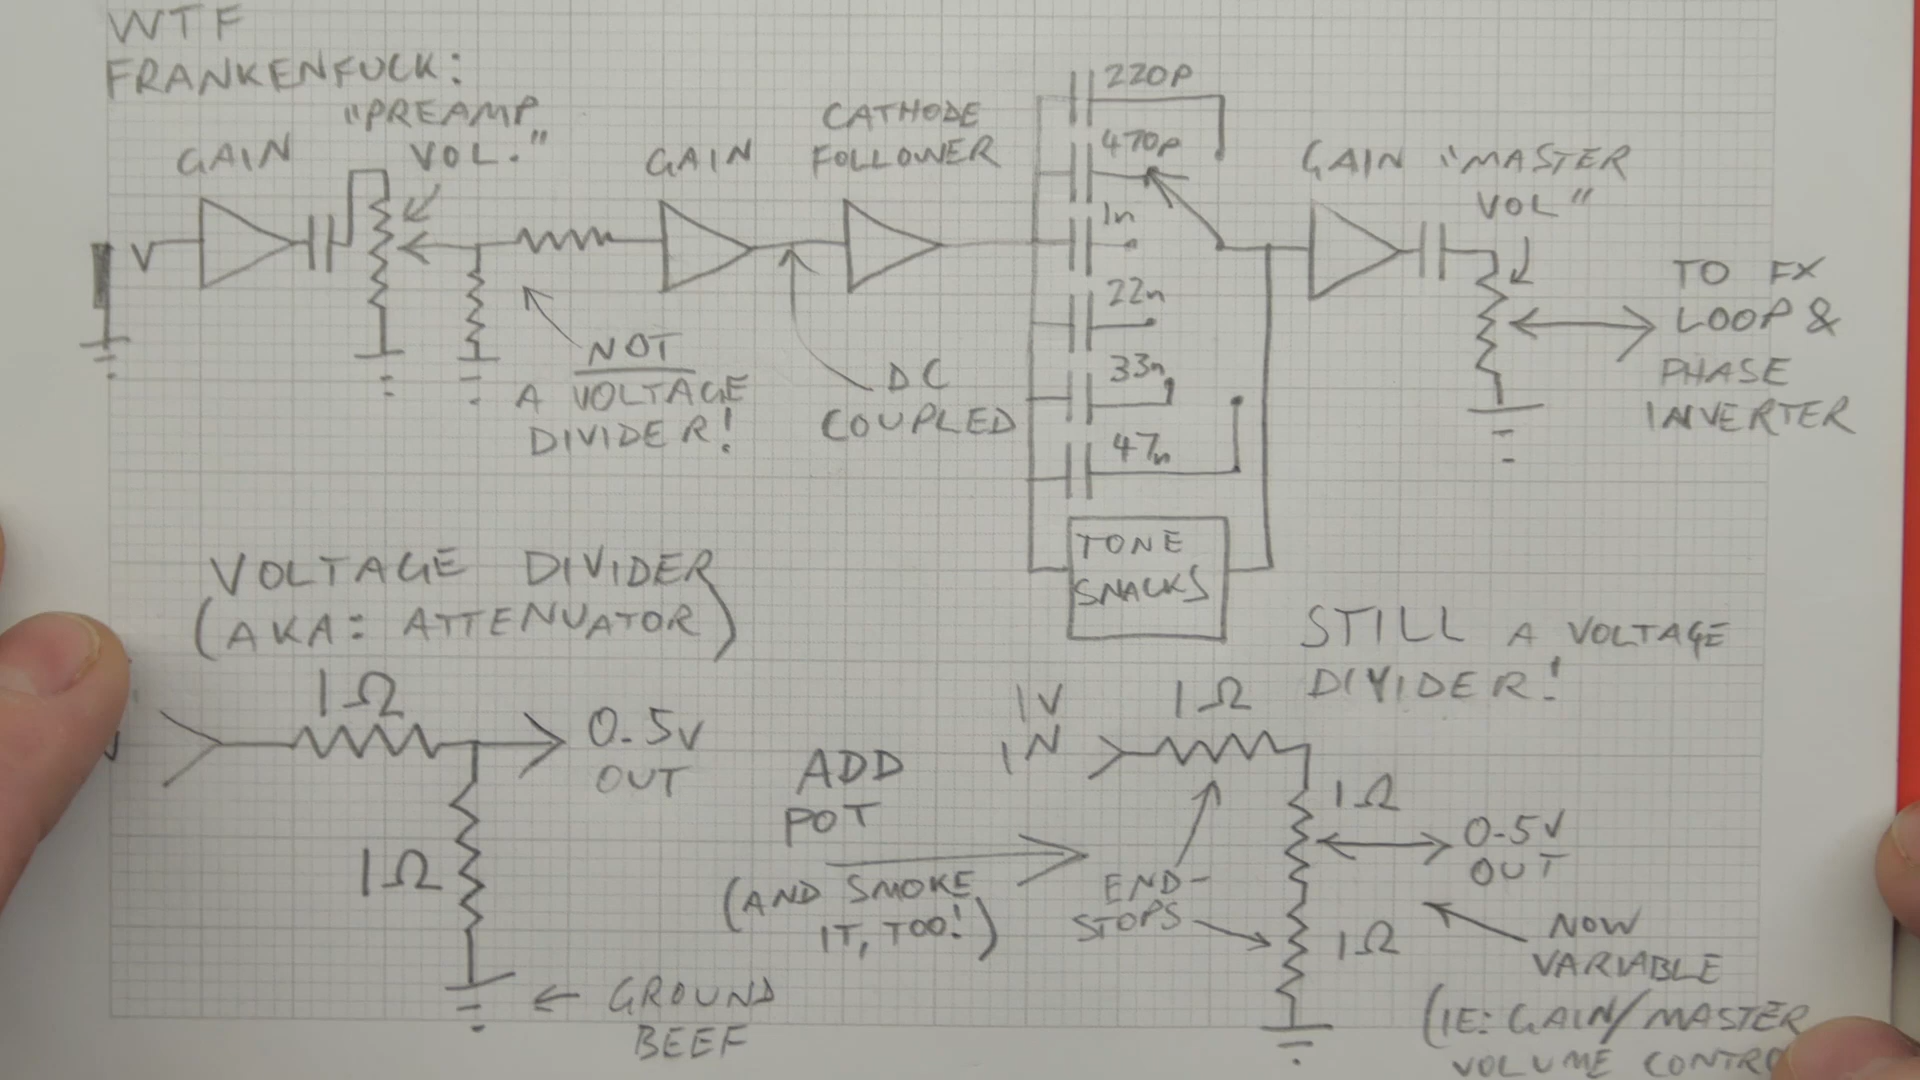 WTF
FRANKENFUCK:
"PREAMP
VOL."
GAIN
GAIN
CATHODE
FOLLOWER
220P
470p
1n
22n
33n
47n
GAIN
"MASTER
VOL"
TO FX
LOOP &
PHASE
INVERTER
V
NOT
A VOLTAGE
DIVIDER!
DC
COUPLED
TONE
SNACKS
VOLTAGE DIVIDER
(AKA: ATTENUATOR)
1Ω
0.5V
OUT
1Ω
GROUND
BEEF
ADD
POT
(AND SMOKE
IT, TOO!)
STILL A VOLTAGE
DIVIDER!
1V
IN
1Ω
1Ω
0-5V
OUT
END-
STOPS
1Ω
NOW
VARIABLE
(IE: GAIN/MASTER
VOLUME CONTRO